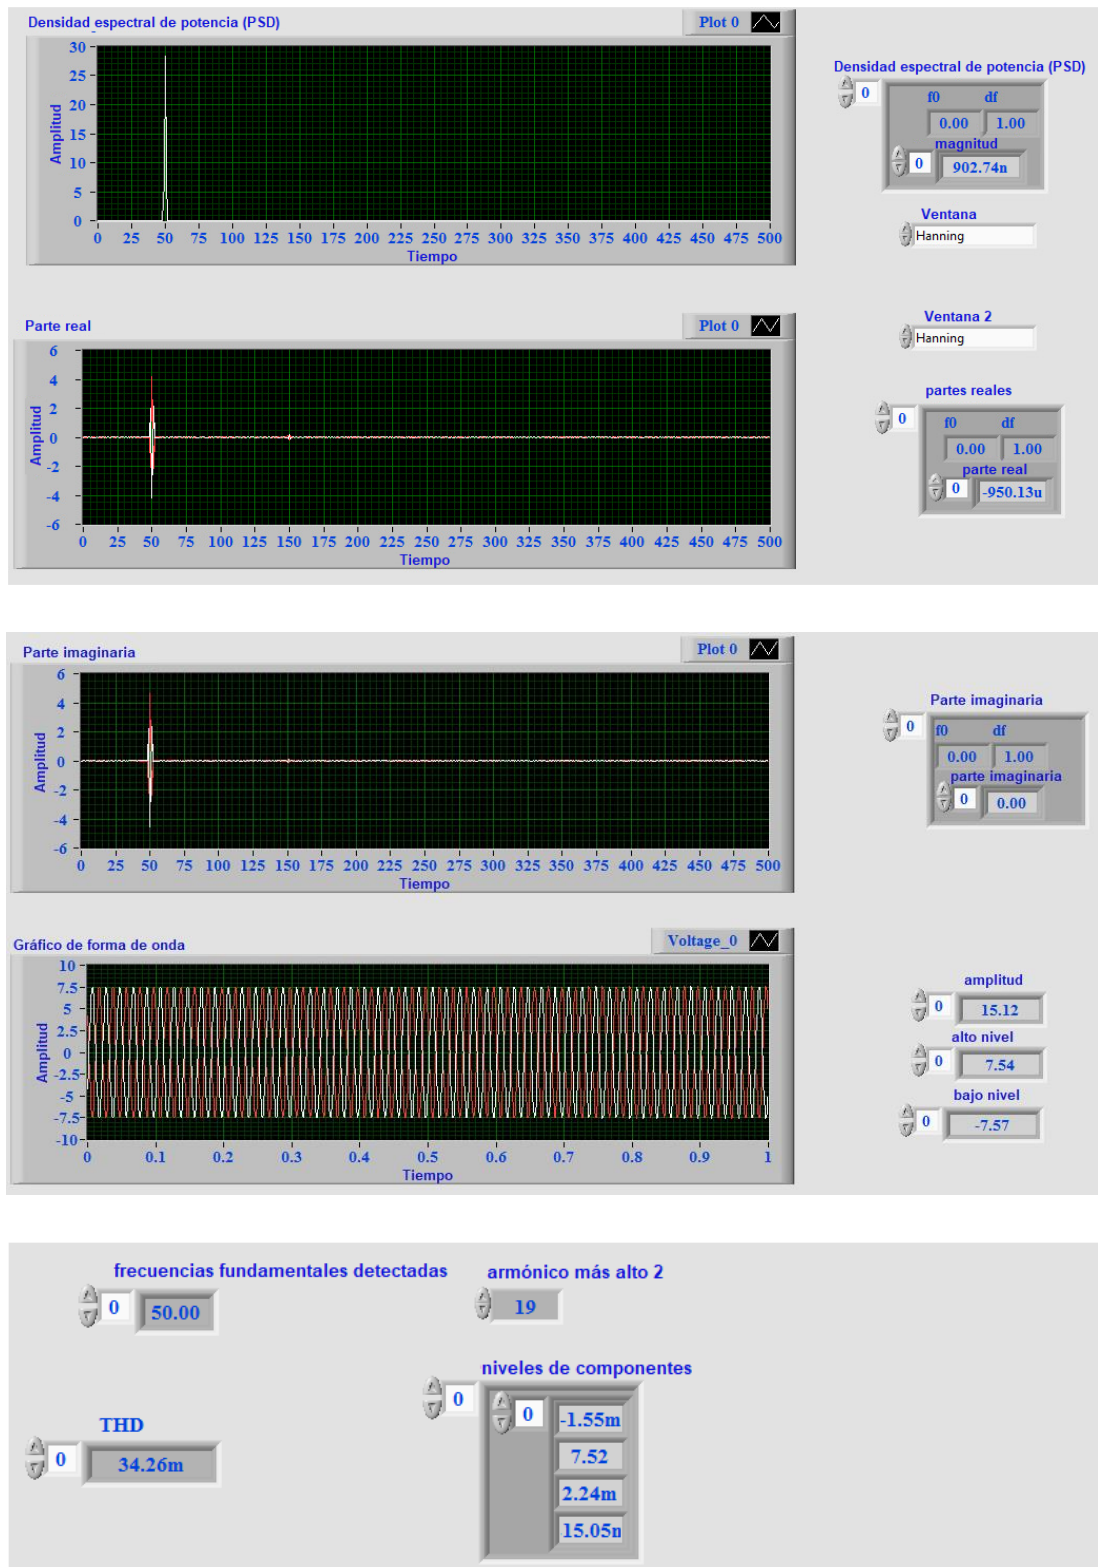 Densidad espectral de potencia (PSD)
Plot 0
30
25
20
15
10
5
0
Amplitud
0 25 50 75 100 125 150 175 200 225 250 275 300 325 350 375 400 425 450 475 500
Tiempo
Densidad espectral de potencia (PSD)
0
f0 df
0.00 1.00
magnitud
0 902.74n
Ventana
Hanning
Parte real
Plot 0
6
4
2
0
-2
-4
-6
Amplitud
0 25 50 75 100 125 150 175 200 225 250 275 300 325 350 375 400 425 450 475 500
Tiempo
Ventana 2
Hanning
partes reales
0
f0 df
0.00 1.00
parte real
0 -950.13u
Parte imaginaria
Plot 0
6
4
2
0
-2
-4
-6
Amplitud
0 25 50 75 100 125 150 175 200 225 250 275 300 325 350 375 400 425 450 475 500
Tiempo
Parte imaginaria
0
f0 df
0.00 1.00
parte imaginaria
0 0.00
Gráfico de forma de onda
Voltage_0
10
7.5
5
2.5
0
-2.5
-5
-7.5
-10
Amplitud
0 0.1 0.2 0.3 0.4 0.5 0.6 0.7 0.8 0.9 1
Tiempo
amplitud
0 15.12
alto nivel
0 7.54
bajo nivel
0 -7.57
frecuencias fundamentales detectadas
0 50.00
armónico más alto 2
19
niveles de componentes
0 0 -1.55m
7.52
2.24m
15.05n
THD
0 34.26m